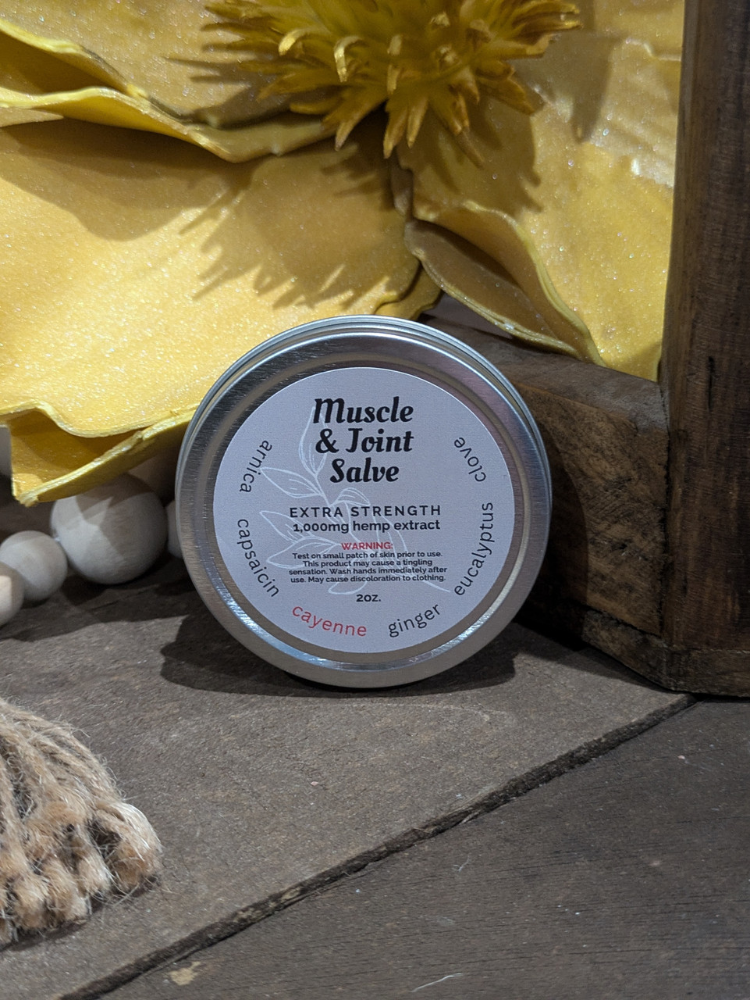 Muscle
& Joint
Salve
EXTRA STRENGTH
1,000mg hemp extract
WARNING:
Test on small patch of skin prior to use.
This product may cause a tingling
sensation. Wash hands immediately after
use. May cause discoloration to clothing.
2oz.
arnica
capsaicin
cayenne
ginger
eucalyptus
clove